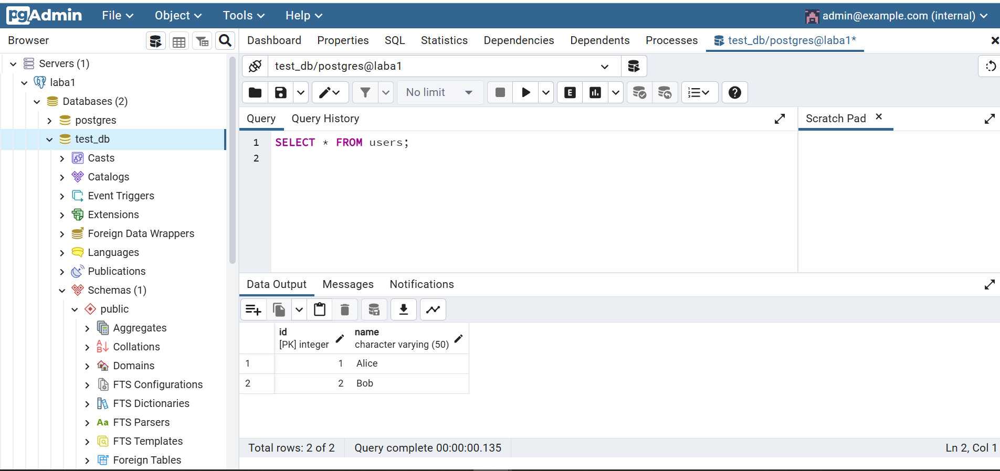 pgAdmin File Object Tools Help admin@example.com (internal)
Browser
Dashboard Properties SQL Statistics Dependencies Dependents Processes test_db/postgres@laba1*
Servers (1)
laba1
Databases (2)
postgres
test_db
Casts
Catalogs
Event Triggers
Extensions
Foreign Data Wrappers
Languages
Publications
Schemas (1)
public
Aggregates
Collations
Domains
FTS Configurations
FTS Dictionaries
Aa FTS Parsers
FTS Templates
Foreign Tables
test_db/postgres@laba1
No limit
E
Query Query History
Scratch Pad
1 SELECT * FROM users;
2
Data Output Messages Notifications
id name
[PK] integer character varying (50)
1 1 Alice
2 2 Bob
Total rows: 2 of 2 Query complete 00:00:00.135 Ln 2, Col 1